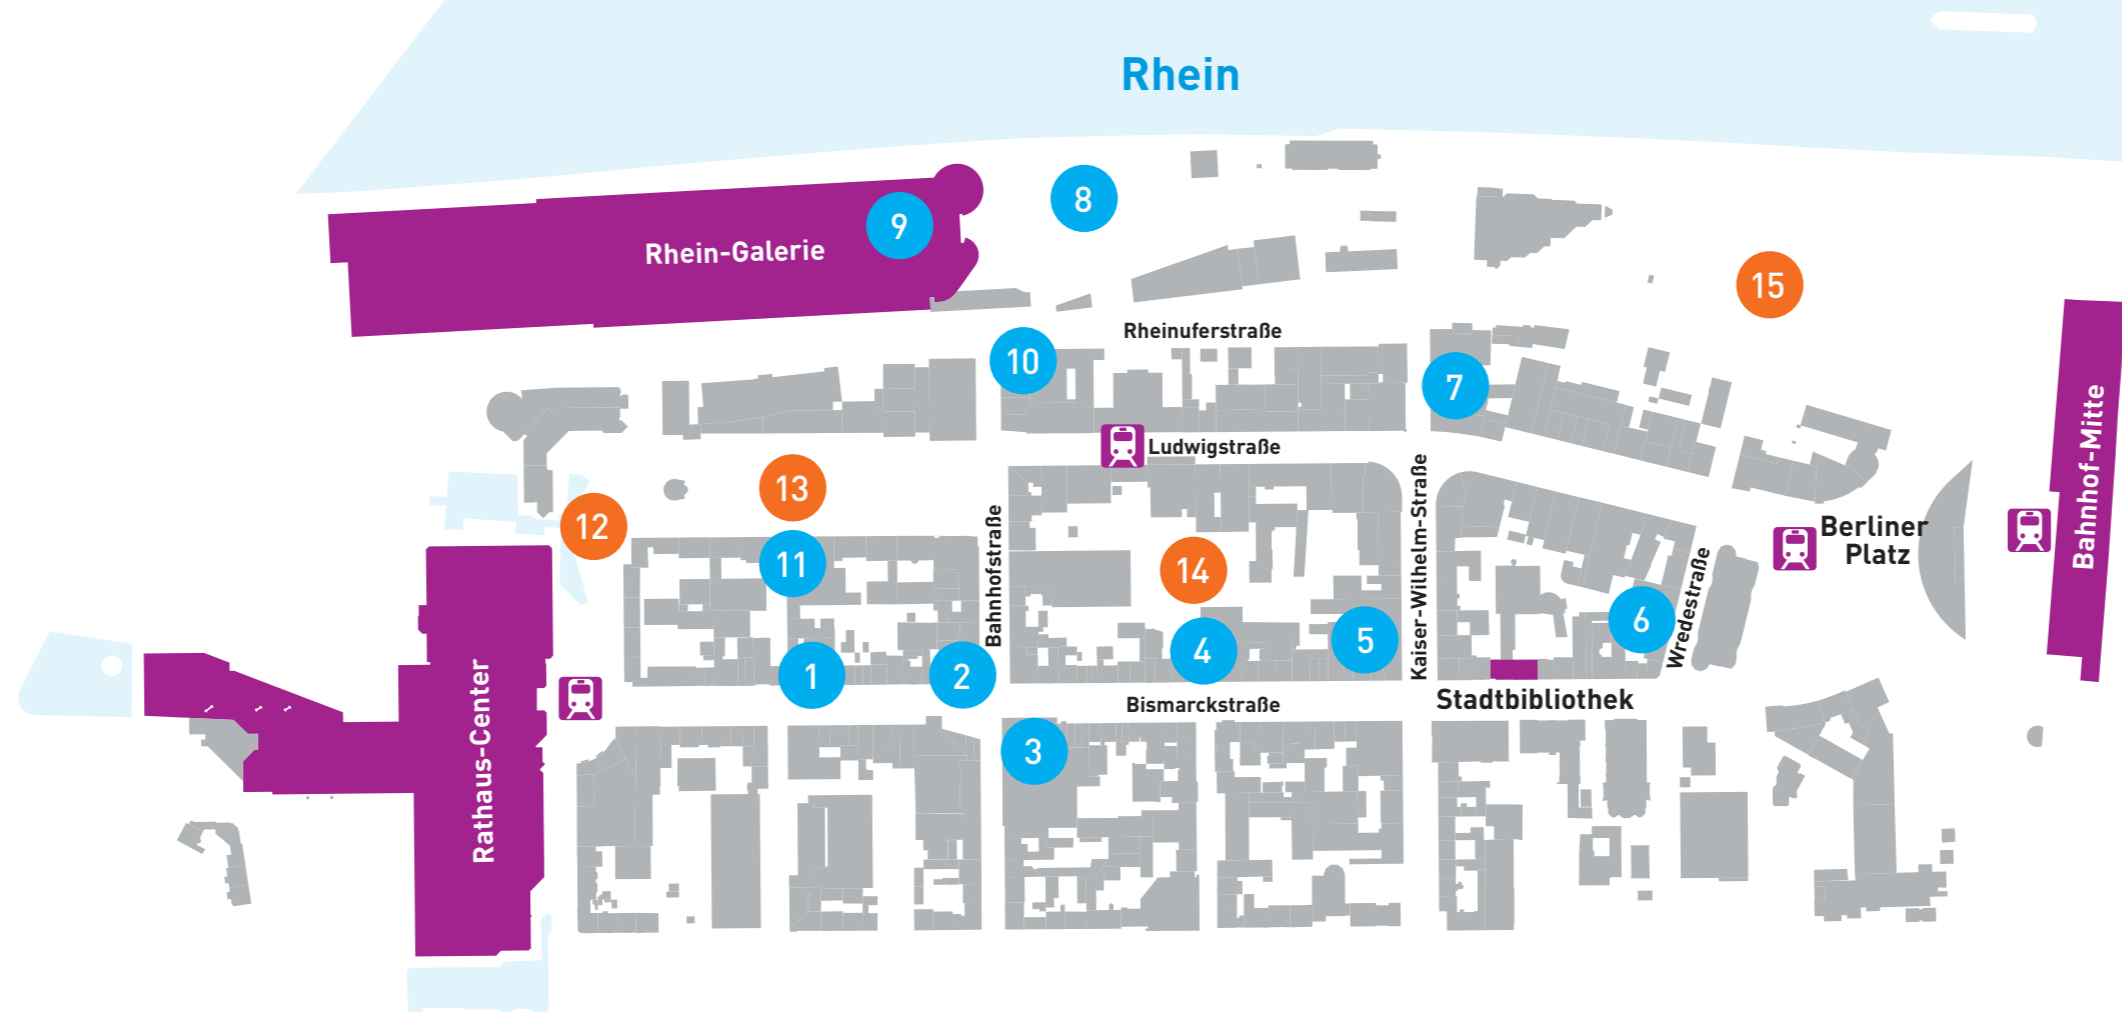 Rhein
8
9
Rhein-Galerie
15
Rheinuferstraße
10
7
Bahnhof-Mitte
Ludwigstraße
13
12
Berliner
Platz
11
14
Bahnhofstraße
Kaiser-Wilhelm-Straße
Wredestraße
6
5
4
1
2
Stadtbibliothek
Bismarckstraße
3
Rathaus-Center